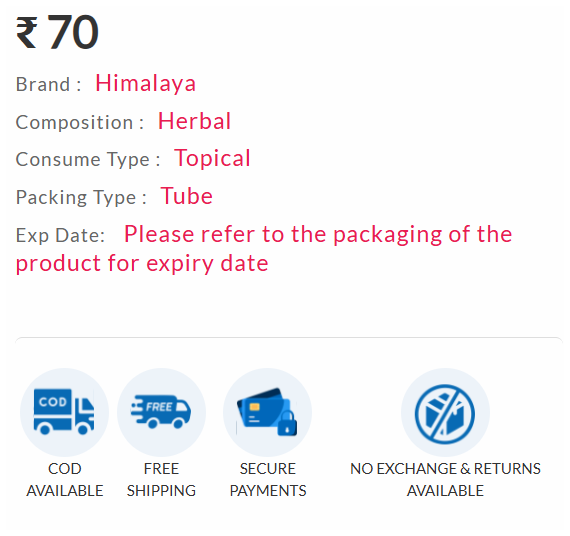 ₹ 70
Brand : Himalaya
Composition : Herbal
Consume Type : Topical
Packing Type : Tube
Exp Date: Please refer to the packaging of the
product for expiry date
COD
FREE
COD
AVAILABLE
FREE
SHIPPING
SECURE
PAYMENTS
NO EXCHANGE & RETURNS
AVAILABLE